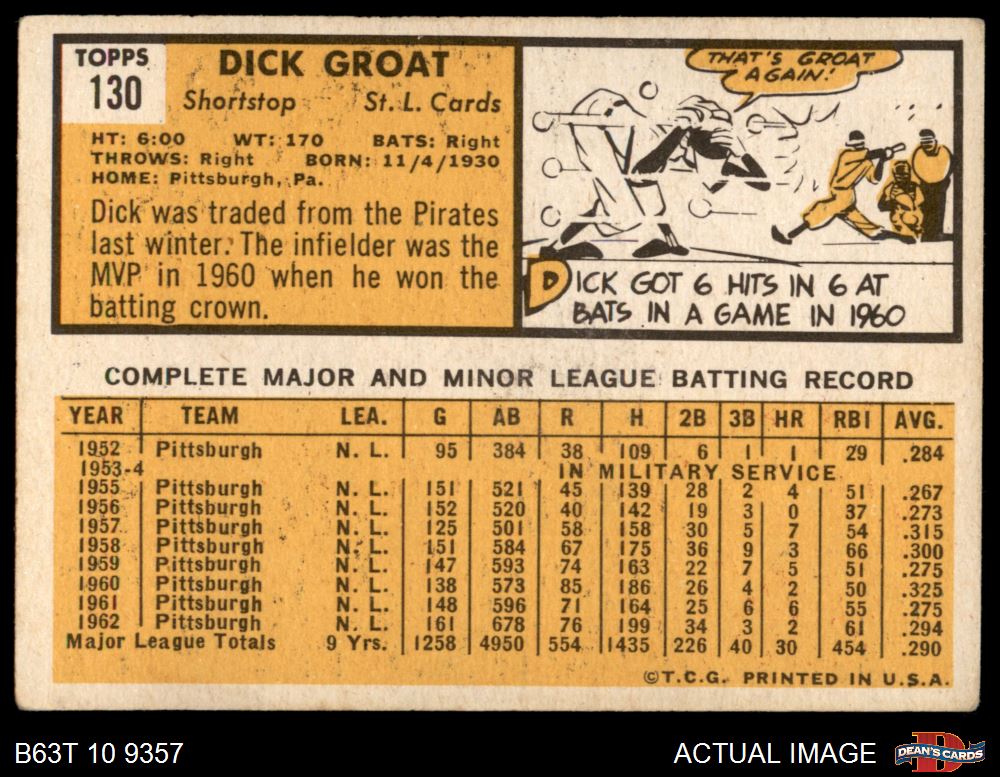 TOPPS
130
DICK GROAT
Shortstop St. L. Cards
HT: 6:00 WT: 170 BATS: Right
THROWS: Right BORN: 11/4/1930
HOME: Pittsburgh, Pa.
Dick was traded from the Pirates
last winter. The infielder was the
MVP in 1960 when he won the
batting crown.
THAT'S GROAT
AGAIN!
DICK GOT 6 HITS IN 6 AT
BATS IN A GAME IN 1960
COMPLETE MAJOR AND MINOR LEAGUE BATTING RECORD
YEAR TEAM LEA. G AB R H 2B 3B HR RBI AVG.
1952 Pittsburgh N. L. 95 384 38 109 6 1 1 29 .284
1953-4 IN MILITARY SERVICE
1955 Pittsburgh N. L. 151 521 45 139 28 2 4 51 .267
1956 Pittsburgh N. L. 152 520 40 142 19 3 0 37 .273
1957 Pittsburgh N. L. 125 501 58 158 30 5 7 54 .315
1958 Pittsburgh N. L. 151 584 67 175 36 9 3 66 .300
1959 Pittsburgh N. L. 147 593 74 163 22 7 5 51 .275
1960 Pittsburgh N. L. 138 573 85 186 26 4 2 50 .325
1961 Pittsburgh N. L. 148 596 71 164 25 6 6 55 .275
1962 Pittsburgh N. L. 161 678 76 199 34 3 2 61 .294
Major League Totals 9 Yrs. 1258 4950 554 1435 226 40 30 454 .290
©T.C.G. PRINTED IN U.S.A.
B63T 10 9357 ACTUAL IMAGE
D
DEAN'S CARDS